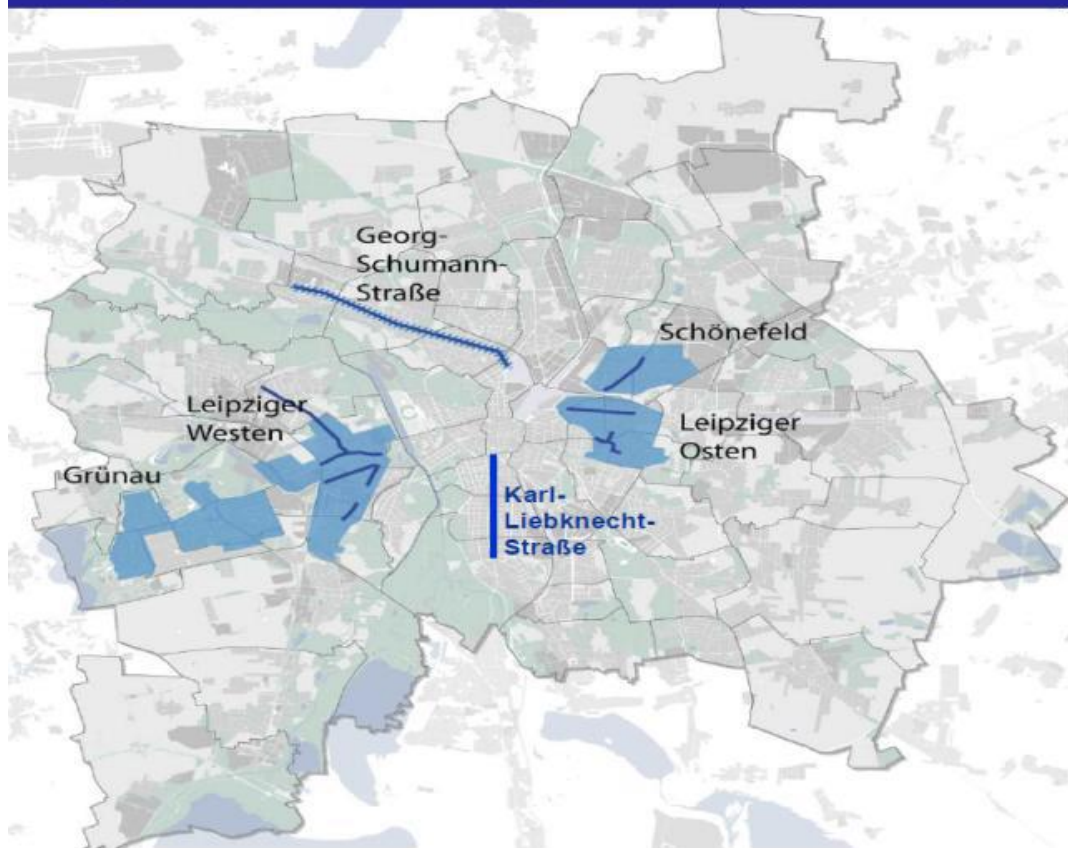 Georg-
Schumann-
Straße
Schönefeld
Leipziger
Westen
Leipziger
Osten
Grünau
Karl-
Liebknecht-
Straße